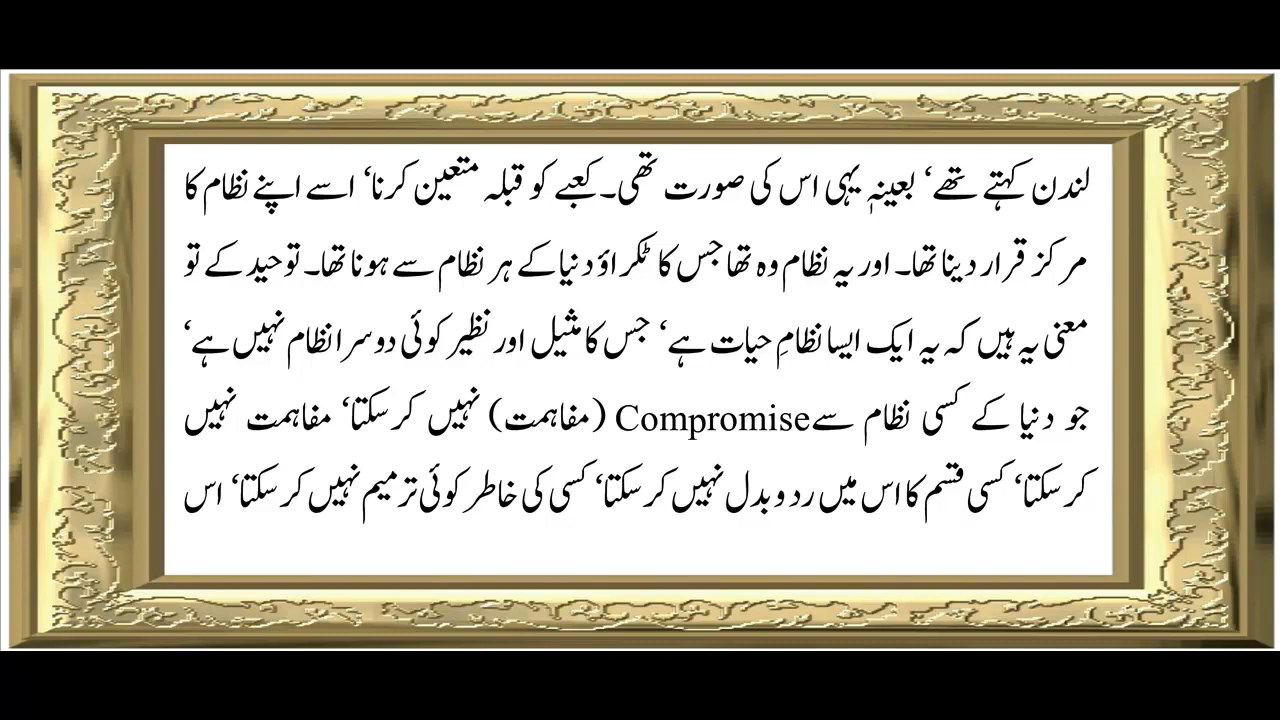 لندن کہتے تھے‘ بعینہٖ یہی اس کی صورت تھی۔ کعبے کو قبلہ متعین کرنا‘ اسے اپنے نظام کا
مرکز قرار دینا تھا۔ اور یہ نظام وہ تھا جس کا ٹکراؤ دنیا کے ہر نظام سے ہونا تھا۔ توحید کے تو
معنی یہ ہیں کہ یہ ایک ایسا نظامِ حیات ہے‘ جس کا مثیل اور نظیر کوئی دوسرا نظام نہیں ہے‘
جو دنیا کے کسی نظام سے Compromise (مفاہمت) نہیں کر سکتا‘ مفاہمت نہیں
کر سکتا‘ کسی قسم کا اس میں رد و بدل نہیں کر سکتا‘ کسی کی خاطر کوئی ترمیم نہیں کر سکتا‘ اس